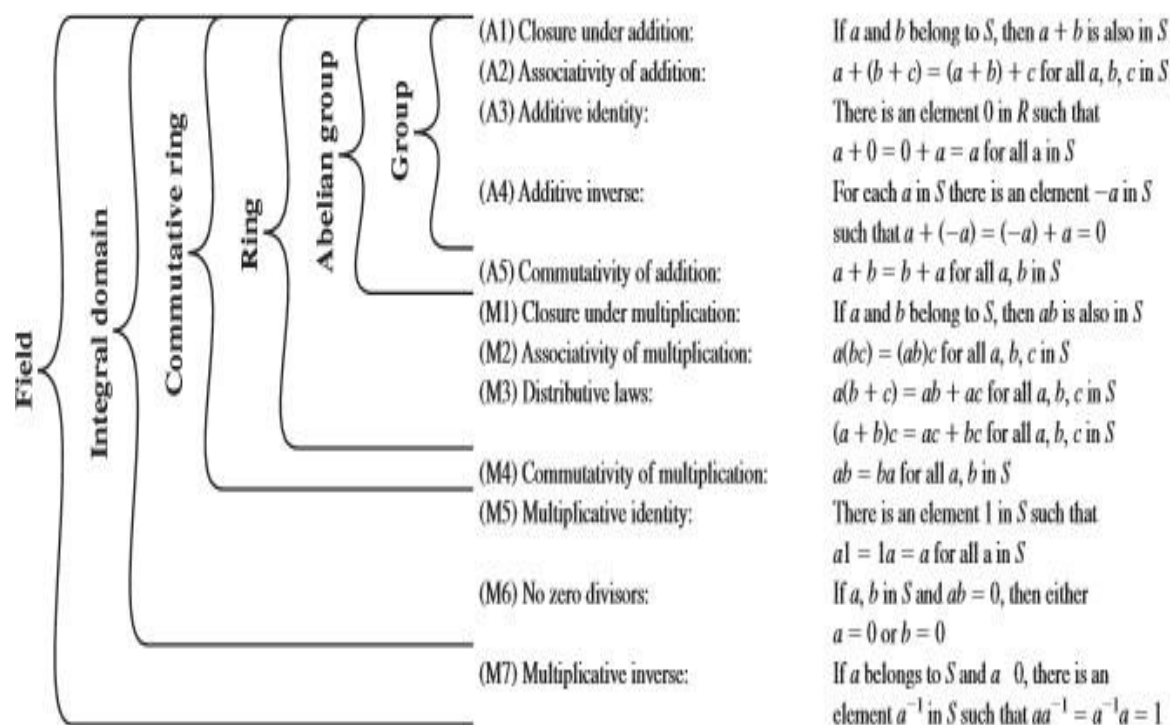 Field
Integral domain
Commutative ring
Ring
Abelian group
Group
(A1) Closure under addition: If a and b belong to S, then a + b is also in S
(A2) Associativity of addition: a + (b + c) = (a + b) + c for all a, b, c in S
(A3) Additive identity: There is an element 0 in R such that
a + 0 = 0 + a = a for all a in S
(A4) Additive inverse: For each a in S there is an element −a in S
such that a + (−a) = (−a) + a = 0
(A5) Commutativity of addition: a + b = b + a for all a, b in S
(M1) Closure under multiplication: If a and b belong to S, then ab is also in S
(M2) Associativity of multiplication: a(bc) = (ab)c for all a, b, c in S
(M3) Distributive laws: a(b + c) = ab + ac for all a, b, c in S
(a + b)c = ac + bc for all a, b, c in S
(M4) Commutativity of multiplication: ab = ba for all a, b in S
(M5) Multiplicative identity: There is an element 1 in S such that
a1 = 1a = a for all a in S
(M6) No zero divisors: If a, b in S and ab = 0, then either
a = 0 or b = 0
(M7) Multiplicative inverse: If a belongs to S and a 0, there is an
element a⁻¹ in S such that aa⁻¹ = a⁻¹a = 1